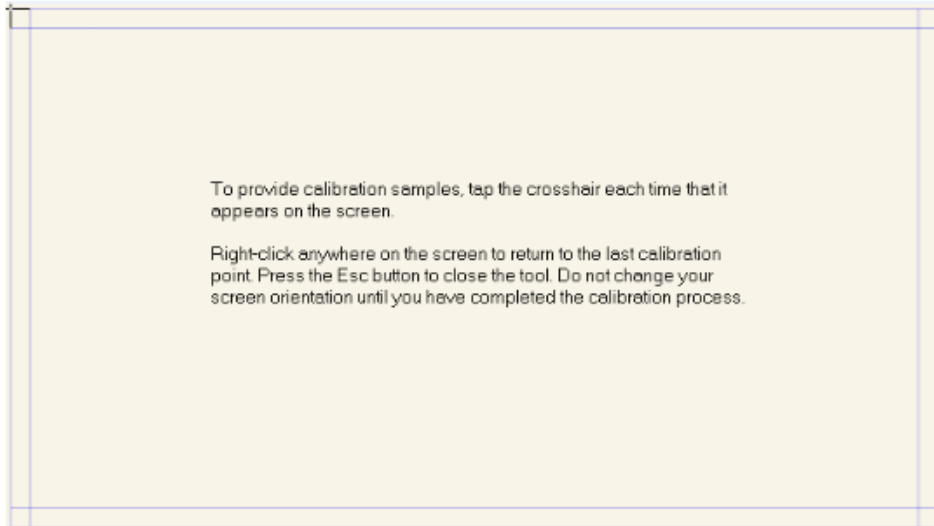 To provide calibration samples, tap the crosshair each time that it
appears on the screen.
Right-click anywhere on the screen to return to the last calibration
point. Press the Esc button to close the tool. Do not change your
screen orientation until you have completed the calibration process.